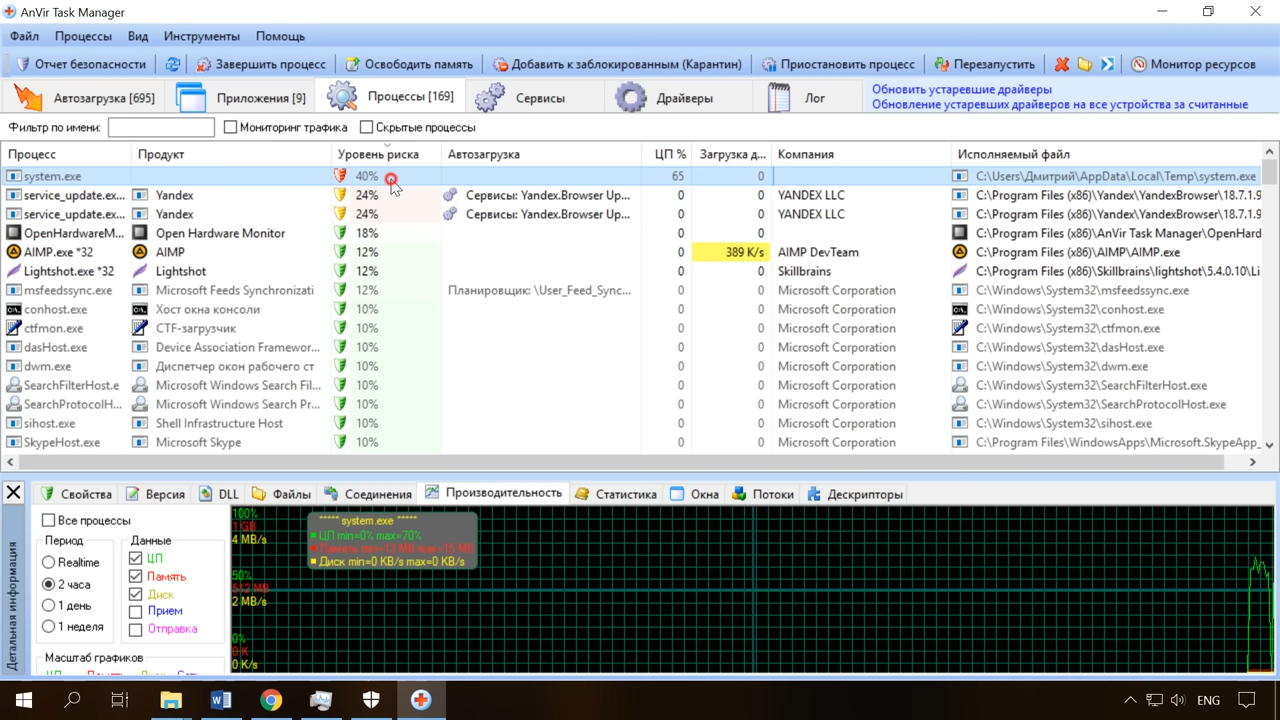 AnVir Task Manager
Файл Процессы Вид Инструменты Помощь
Отчет безопасности Завершить процесс Освободить память Добавить к заблокированным (Карантин) Приостановить процесс Перезапустить Монитор ресурсов
Автозагрузка [695] Приложения [9] Процессы [169] Сервисы Драйверы Лог
Обновить устаревшие драйверы
Обновление устаревших драйверов на все устройства за считанные
Фильтр по имени: Мониторинг трафика Скрытые процессы
Процесс Продукт Уровень риска Автозагрузка ЦП % Загрузка д... Компания Исполняемый файл
system.exe 40% 65 0 C:\Users\Дмитрий\AppData\Local\Temp\system.exe
service_update.ex... Yandex 24% Сервисы: Yandex.Browser Up... 0 0 YANDEX LLC C:\Program Files (x86)\Yandex\YandexBrowser\18.7.1.9
service_update.ex... Yandex 24% Сервисы: Yandex.Browser Up... 0 0 YANDEX LLC C:\Program Files (x86)\Yandex\YandexBrowser\18.7.1.9
OpenHardwareM... Open Hardware Monitor 18% 0 0 C:\Program Files (x86)\AnVir Task Manager\OpenHard
AIMP.exe *32 AIMP 12% 0 389 K/s AIMP DevTeam C:\Program Files (x86)\AIMP\AIMP.exe
Lightshot.exe *32 Lightshot 12% 0 0 Skillbrains C:\Program Files (x86)\Skillbrains\lightshot\5.4.0.10\Li
msfeedssync.exe Microsoft Feeds Synchronizati 12% Планировщик: \User_Feed_Sync... 0 0 Microsoft Corporation C:\Windows\System32\msfeedssync.exe
conhost.exe Хост окна консоли 10% 0 0 Microsoft Corporation C:\Windows\System32\conhost.exe
ctfmon.exe CTF-загрузчик 10% 0 0 Microsoft Corporation C:\Windows\System32\ctfmon.exe
dasHost.exe Device Association Framewor... 10% 0 0 Microsoft Corporation C:\Windows\System32\dasHost.exe
dwm.exe Диспетчер окон рабочего ст 10% 0 0 Microsoft Corporation C:\Windows\System32\dwm.exe
SearchFilterHost.e Microsoft Windows Search Fil... 10% 0 0 Microsoft Corporation C:\Windows\System32\SearchFilterHost.exe
SearchProtocolH... Microsoft Windows Search Pr... 10% 0 0 Microsoft Corporation C:\Windows\System32\SearchProtocolHost.exe
sihost.exe Shell Infrastructure Host 10% 0 0 Microsoft Corporation C:\Windows\System32\sihost.exe
SkypeHost.exe Microsoft Skype 10% 0 0 Microsoft Corporation C:\Program Files\WindowsApps\Microsoft.SkypeApp_
Свойства Версия DLL Файлы Соединения Производительность Статистика Окна Потоки Дескрипторы
Детальная информация
Все процессы
Период Данные
Realtime ЦП
2 часа Память
1 день Диск
Прием
1 неделя Отправка
Масштаб графиков
100%
1 GB
4 MB/s
50%
512 MB
2 MB/s
0%
0 K
0 K/s
***** system.exe *****
ЦП min=0% max=70%
Память min=13 MB max=15 MB
Диск min=0 KB/s max=0 KB/s
ENG